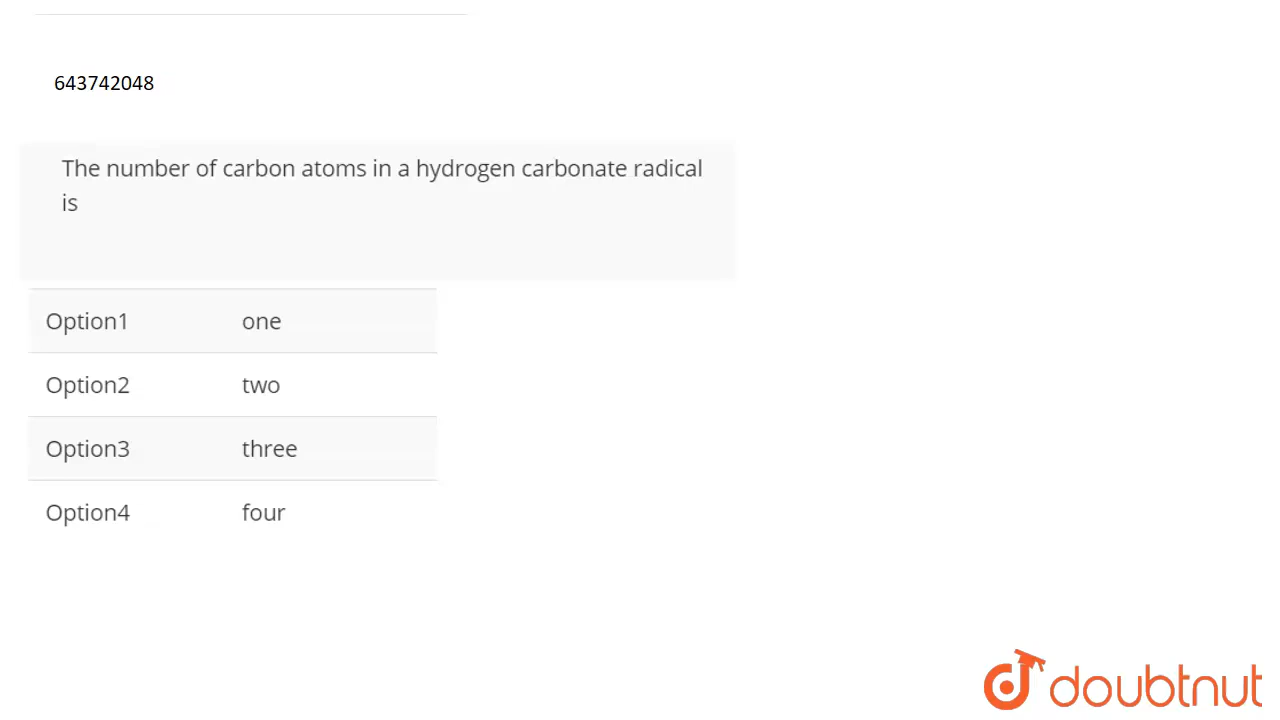 643742048
The number of carbon atoms in a hydrogen carbonate radical
is
Option1 one
Option2 two
Option3 three
Option4 four
doubtnut